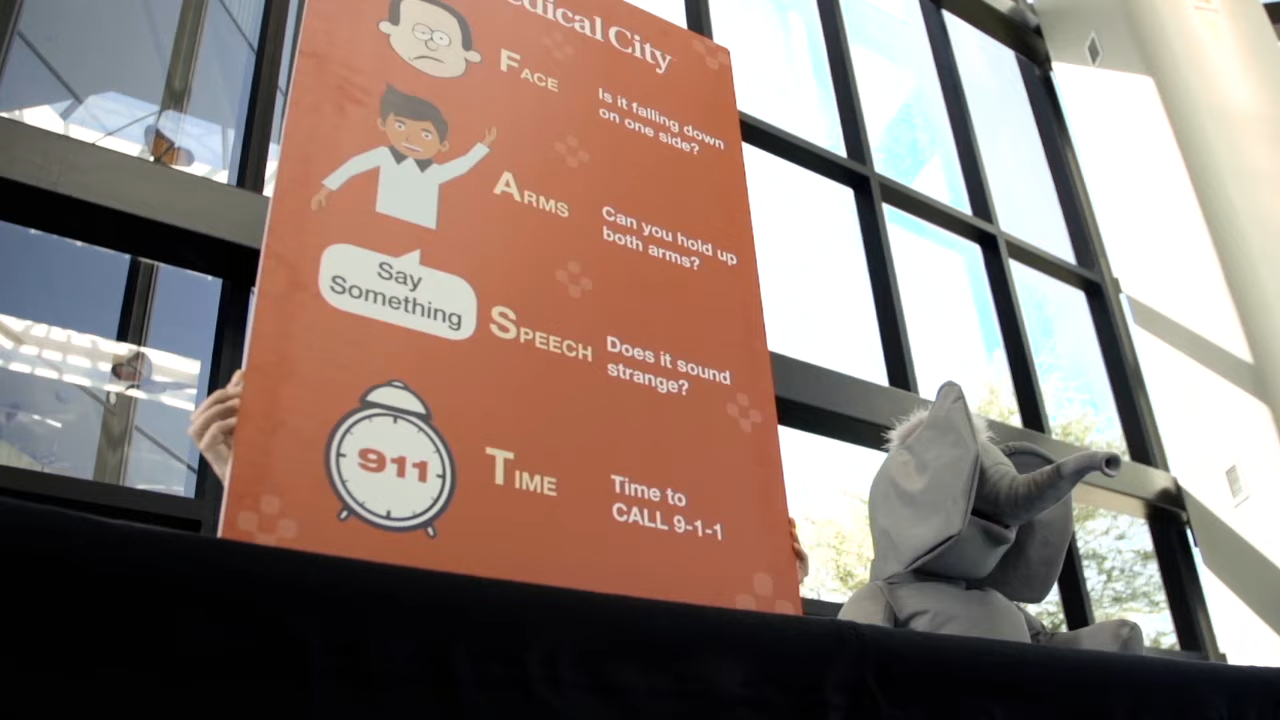 Medical City
FACE
Is it falling down
on one side?
ARMS
Can you hold up
both arms?
Say
Something
SPEECH
Does it sound
strange?
911
TIME
Time to
CALL 9-1-1